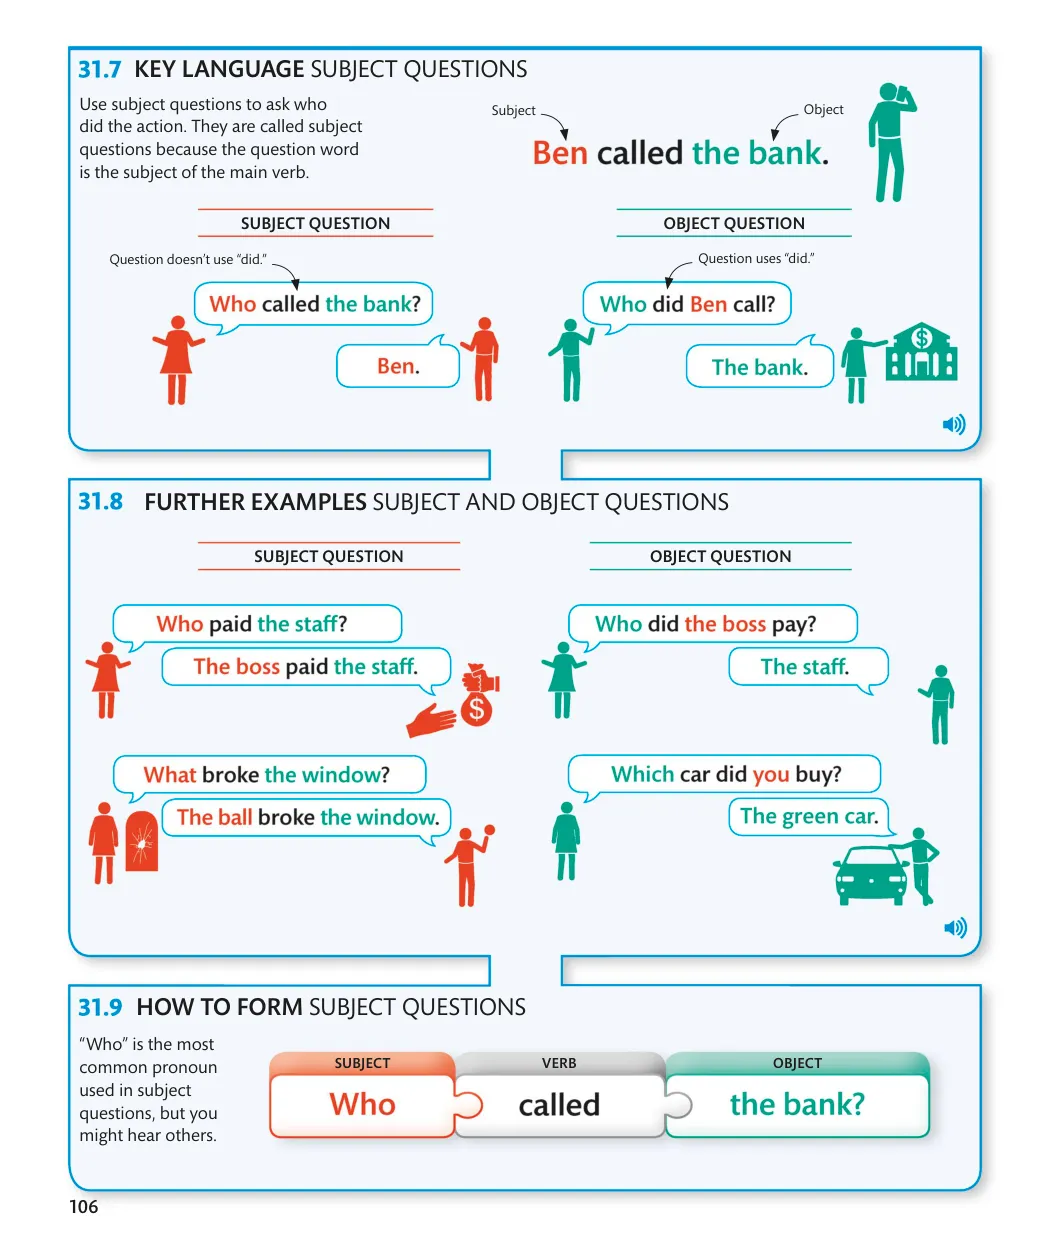 31.7 KEY LANGUAGE SUBJECT QUESTIONS
Use subject questions to ask who
did the action. They are called subject
questions because the question word
is the subject of the main verb.
Subject
Object
Ben called the bank.
SUBJECT QUESTION
Question doesn’t use “did.”
Who called the bank?
Ben.
OBJECT QUESTION
Question uses “did.”
Who did Ben call?
The bank.
$
31.8 FURTHER EXAMPLES SUBJECT AND OBJECT QUESTIONS
SUBJECT QUESTION
OBJECT QUESTION
Who paid the staff?
The boss paid the staff.
$
Who did the boss pay?
The staff.
What broke the window?
The ball broke the window.
Which car did you buy?
The green car.
31.9 HOW TO FORM SUBJECT QUESTIONS
“Who” is the most
common pronoun
used in subject
questions, but you
might hear others.
SUBJECT VERB OBJECT
Who called the bank?
106